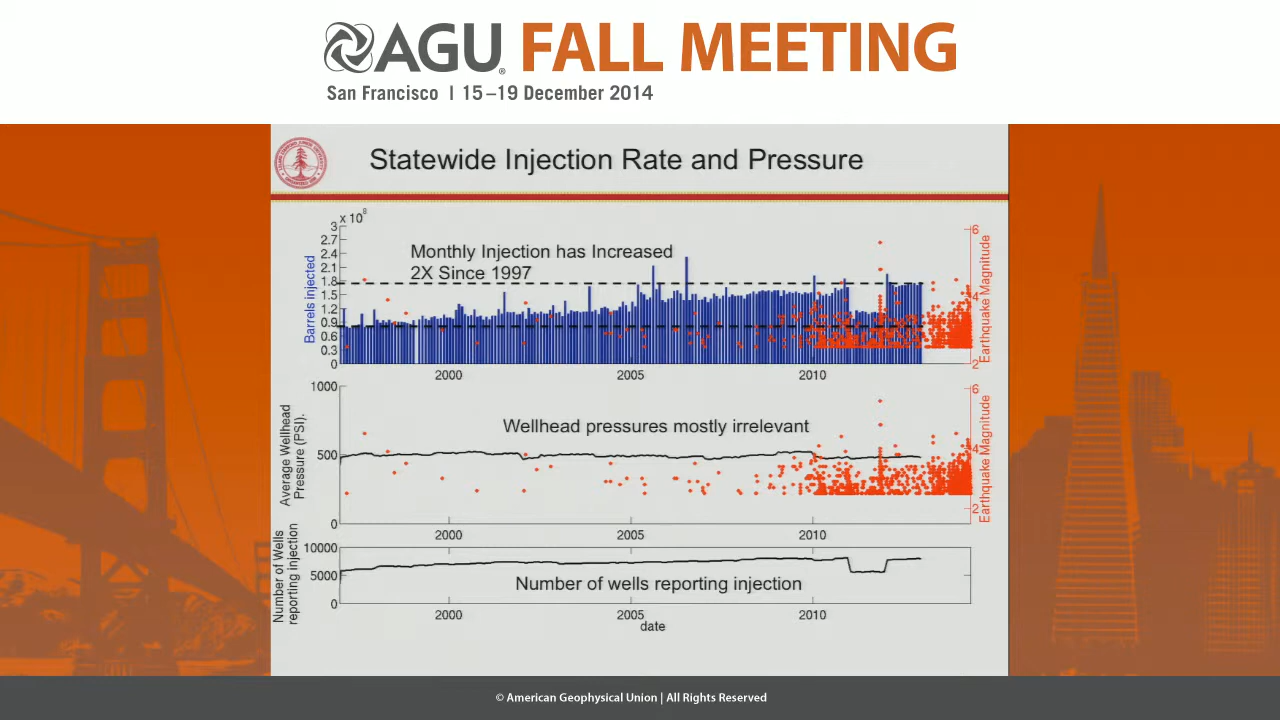 AGU FALL MEETING
®
San Francisco | 15–19 December 2014
Statewide Injection Rate and Pressure
x 10⁸
3
2.7
2.4
2.1
1.8
1.5
1.2
0.9
0.6
0.3
0
Barrels injected
Monthly Injection has Increased
2X Since 1997
6
4
2
Earthquake Magnitude
2000 2005 2010
1000
500
0
Average Wellhead
Pressure (PSI).
Wellhead pressures mostly irrelevant
6
4
2
Earthquake Magnitude
2000 2005 2010
10000
5000
0
Number of Wells
reporting injection
Number of wells reporting injection
2000 2005 2010
date
© American Geophysical Union | All Rights Reserved